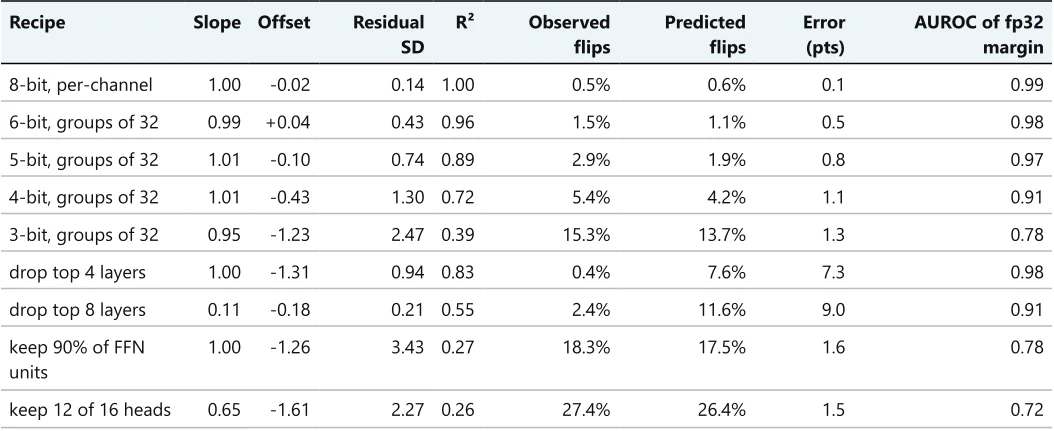 Recipe Slope Offset Residual SD R² Observed flips Predicted flips Error (pts) AUROC of fp32 margin
8-bit, per-channel 1.00 -0.02 0.14 1.00 0.5% 0.6% 0.1 0.99
6-bit, groups of 32 0.99 +0.04 0.43 0.96 1.5% 1.1% 0.5 0.98
5-bit, groups of 32 1.01 -0.10 0.74 0.89 2.9% 1.9% 0.8 0.97
4-bit, groups of 32 1.01 -0.43 1.30 0.72 5.4% 4.2% 1.1 0.91
3-bit, groups of 32 0.95 -1.23 2.47 0.39 15.3% 13.7% 1.3 0.78
drop top 4 layers 1.00 -1.31 0.94 0.83 0.4% 7.6% 7.3 0.98
drop top 8 layers 0.11 -0.18 0.21 0.55 2.4% 11.6% 9.0 0.91
keep 90% of FFN units 1.00 -1.26 3.43 0.27 18.3% 17.5% 1.6 0.78
keep 12 of 16 heads 0.65 -1.61 2.27 0.26 27.4% 26.4% 1.5 0.72